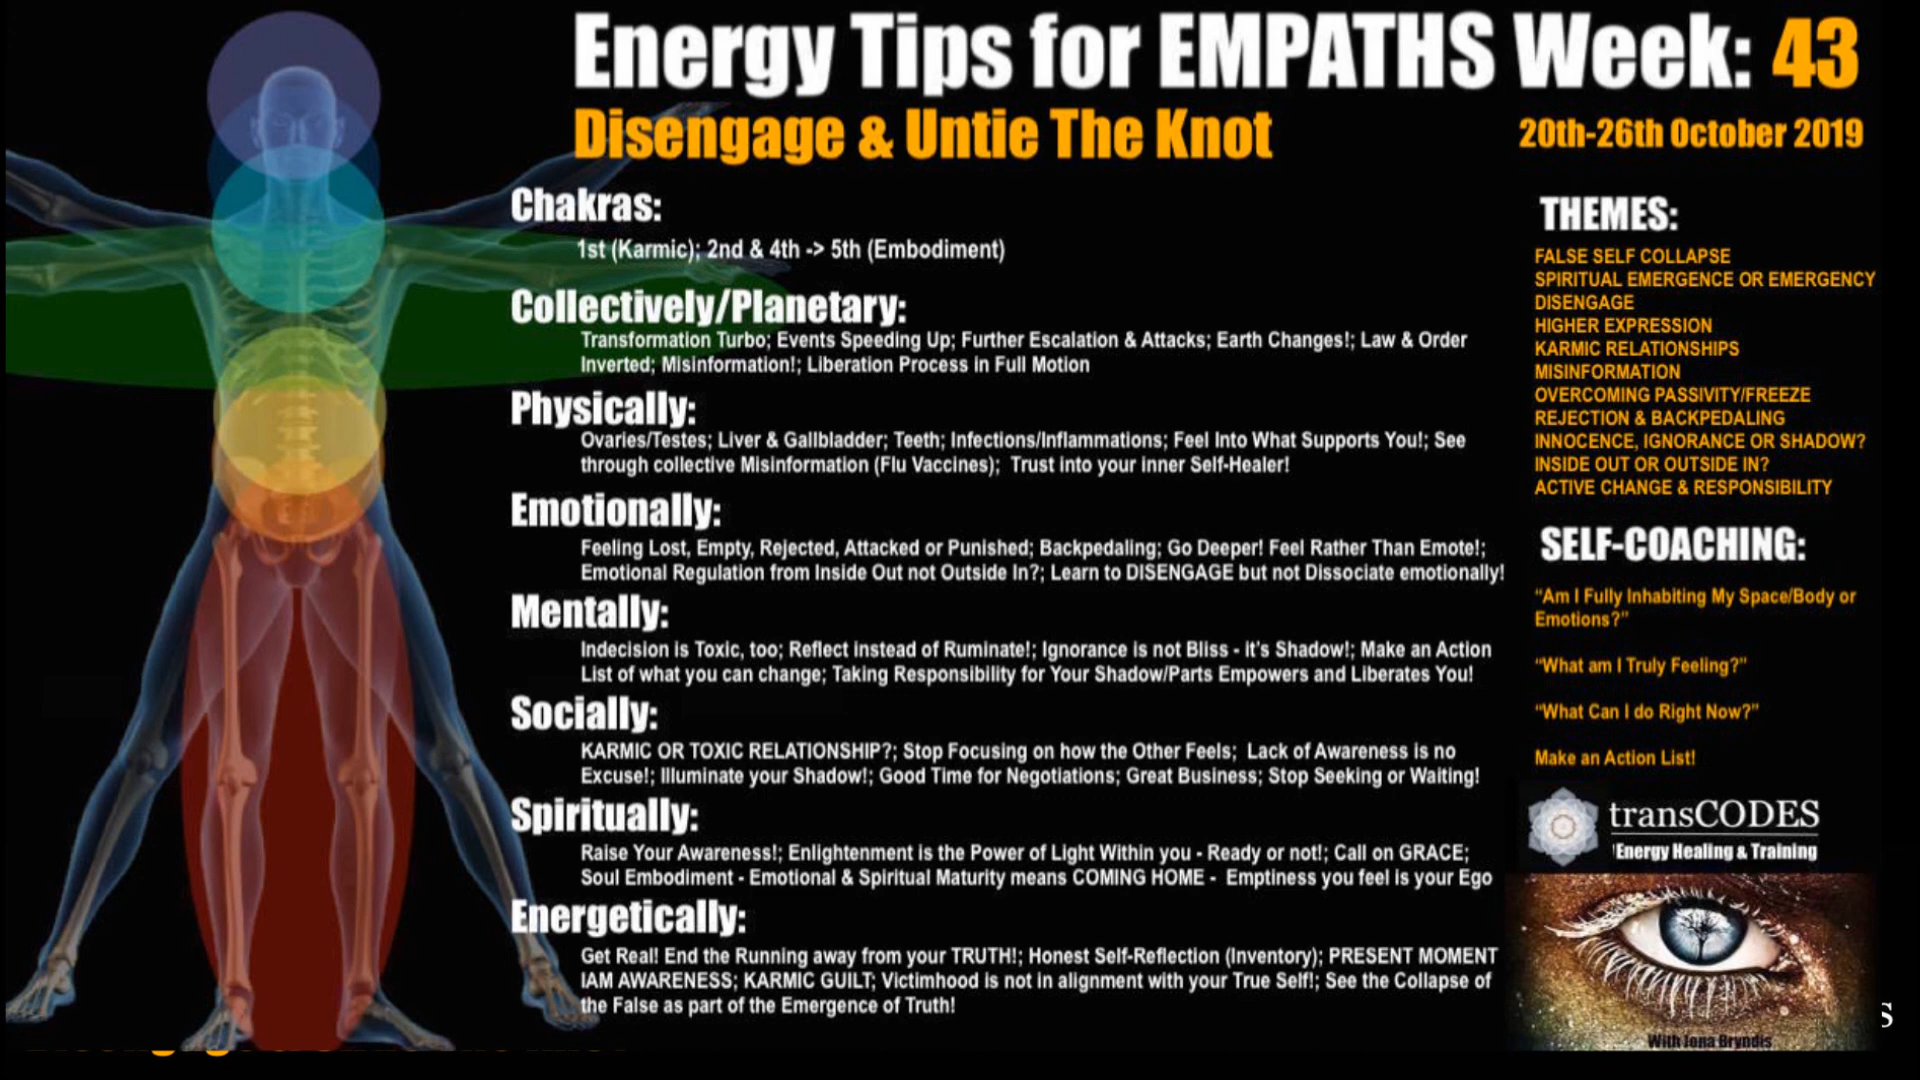 Energy Tips for EMPATHS Week: 43
Disengage & Untie The Knot
20th-26th October 2019
Chakras:
1st (Karmic); 2nd & 4th -> 5th (Embodiment)
Collectively/Planetary:
Transformation Turbo; Events Speeding Up; Further Escalation & Attacks; Earth Changes!; Law & Order
Inverted; Misinformation!; Liberation Process in Full Motion
Physically:
Ovaries/Testes; Liver & Gallbladder; Teeth; Infections/Inflammations; Feel Into What Supports You!; See
through collective Misinformation (Flu Vaccines); Trust into your inner Self-Healer!
Emotionally:
Feeling Lost, Empty, Rejected, Attacked or Punished; Backpedaling; Go Deeper! Feel Rather Than Emote!;
Emotional Regulation from Inside Out not Outside In?; Learn to DISENGAGE but not Dissociate emotionally!
Mentally:
Indecision is Toxic, too; Reflect instead of Ruminate!; Ignorance is not Bliss - it's Shadow!; Make an Action
List of what you can change; Taking Responsibility for Your Shadow/Parts Empowers and Liberates You!
Socially:
KARMIC OR TOXIC RELATIONSHIP?; Stop Focusing on how the Other Feels; Lack of Awareness is no
Excuse!; Illuminate your Shadow!; Good Time for Negotiations; Great Business; Stop Seeking or Waiting!
Spiritually:
Raise Your Awareness!; Enlightenment is the Power of Light Within you - Ready or not!; Call on GRACE;
Soul Embodiment - Emotional & Spiritual Maturity means COMING HOME - Emptiness you feel is your Ego
Energetically:
Get Real! End the Running away from your TRUTH!; Honest Self-Reflection (Inventory); PRESENT MOMENT
IAM AWARENESS; KARMIC GUILT; Victimhood is not in alignment with your True Self!; See the Collapse of
the False as part of the Emergence of Truth!
THEMES:
FALSE SELF COLLAPSE
SPIRITUAL EMERGENCE OR EMERGENCY
DISENGAGE
HIGHER EXPRESSION
KARMIC RELATIONSHIPS
MISINFORMATION
OVERCOMING PASSIVITY/FREEZE
REJECTION & BACKPEDALING
INNOCENCE, IGNORANCE OR SHADOW?
INSIDE OUT OR OUTSIDE IN?
ACTIVE CHANGE & RESPONSIBILITY
SELF-COACHING:
"Am I Fully Inhabiting My Space/Body or
Emotions?"
"What am I Truly Feeling?"
"What Can I do Right Now?"
Make an Action List!
transCODES
Energy Healing & Training
With Jona Bryndis
s